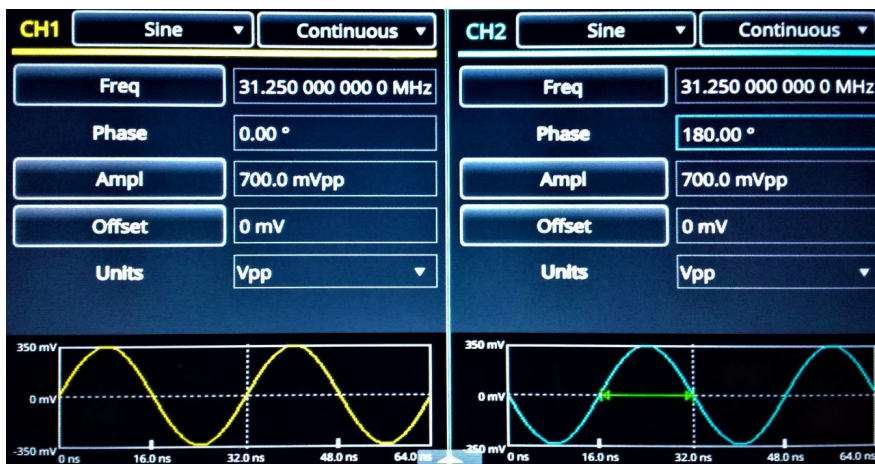 CH1 Sine Continuous
Freq 31.250 000 000 0 MHz
Phase 0.00 °
Ampl 700.0 mVpp
Offset 0 mV
Units Vpp
350 mV
0 mV
-350 mV
0 ns 16.0 ns 32.0 ns 48.0 ns 64.0
CH2 Sine Continuous
Freq 31.250 000 000 0 MHz
Phase 180.00 °
Ampl 700.0 mVpp
Offset 0 mV
Units Vpp
350 mV
0 mV
-350 mV
0 ns 16.0 ns 32.0 ns 48.0 ns 64.0 ns